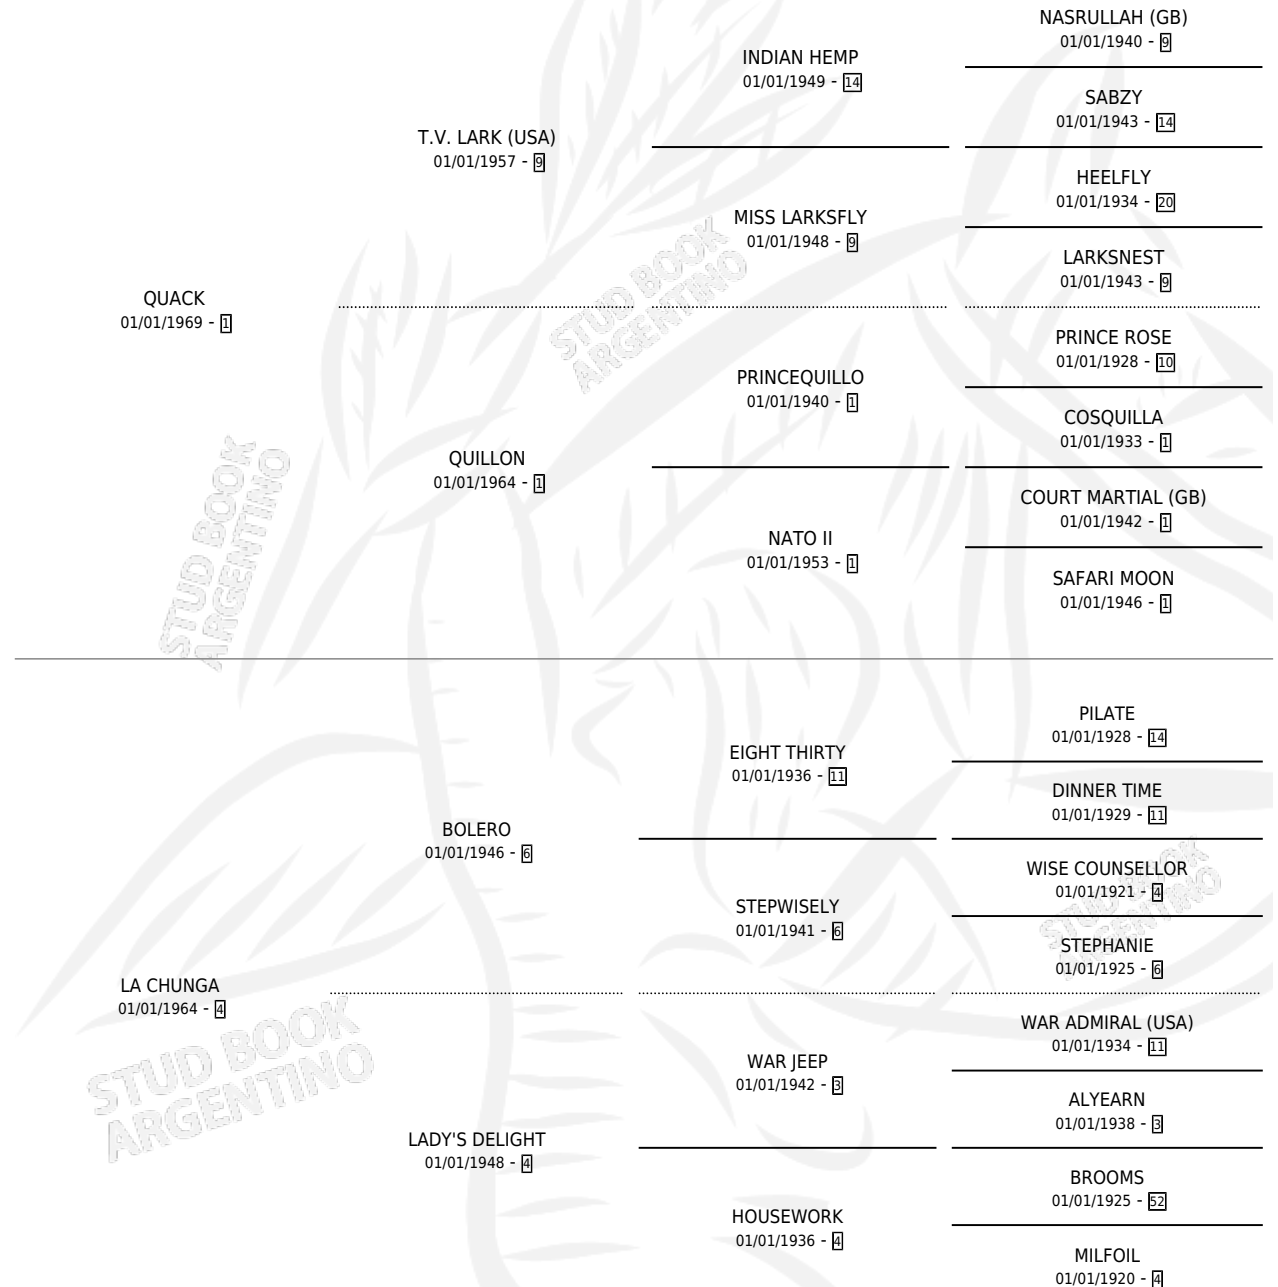 NASRULLAH (GB)
01/01/1940 - 9
INDIAN HEMP
01/01/1949 - 14
SABZY
01/01/1943 - 14
T.V. LARK (USA)
01/01/1957 - 9
HEELFLY
01/01/1934 - 20
MISS LARKSFLY
01/01/1948 - 9
LARKSNEST
01/01/1943 - 9
QUACK
01/01/1969 - 1
PRINCE ROSE
01/01/1928 - 10
PRINCEQUILLO
01/01/1940 - 1
COSQUILLA
01/01/1933 - 1
QUILLON
01/01/1964 - 1
COURT MARTIAL (GB)
01/01/1942 - 1
NATO II
01/01/1953 - 1
SAFARI MOON
01/01/1946 - 1
STUD BOOK
ARGENTINO
STUD BOOK
ARGENTINO
PILATE
01/01/1928 - 14
EIGHT THIRTY
01/01/1936 - 11
DINNER TIME
01/01/1929 - 11
BOLERO
01/01/1946 - 6
WISE COUNSELLOR
01/01/1921 - 4
STEPWISELY
01/01/1941 - 6
STEPHANIE
01/01/1925 - 6
LA CHUNGA
01/01/1964 - 4
WAR ADMIRAL (USA)
01/01/1934 - 11
WAR JEEP
01/01/1942 - 3
ALYEARN
01/01/1938 - 3
LADY'S DELIGHT
01/01/1948 - 4
BROOMS
01/01/1925 - 52
HOUSEWORK
01/01/1936 - 4
MILFOIL
01/01/1920 - 4
STUD BOOK
ARGENTINO
STUD BOOK
ARGENTINO